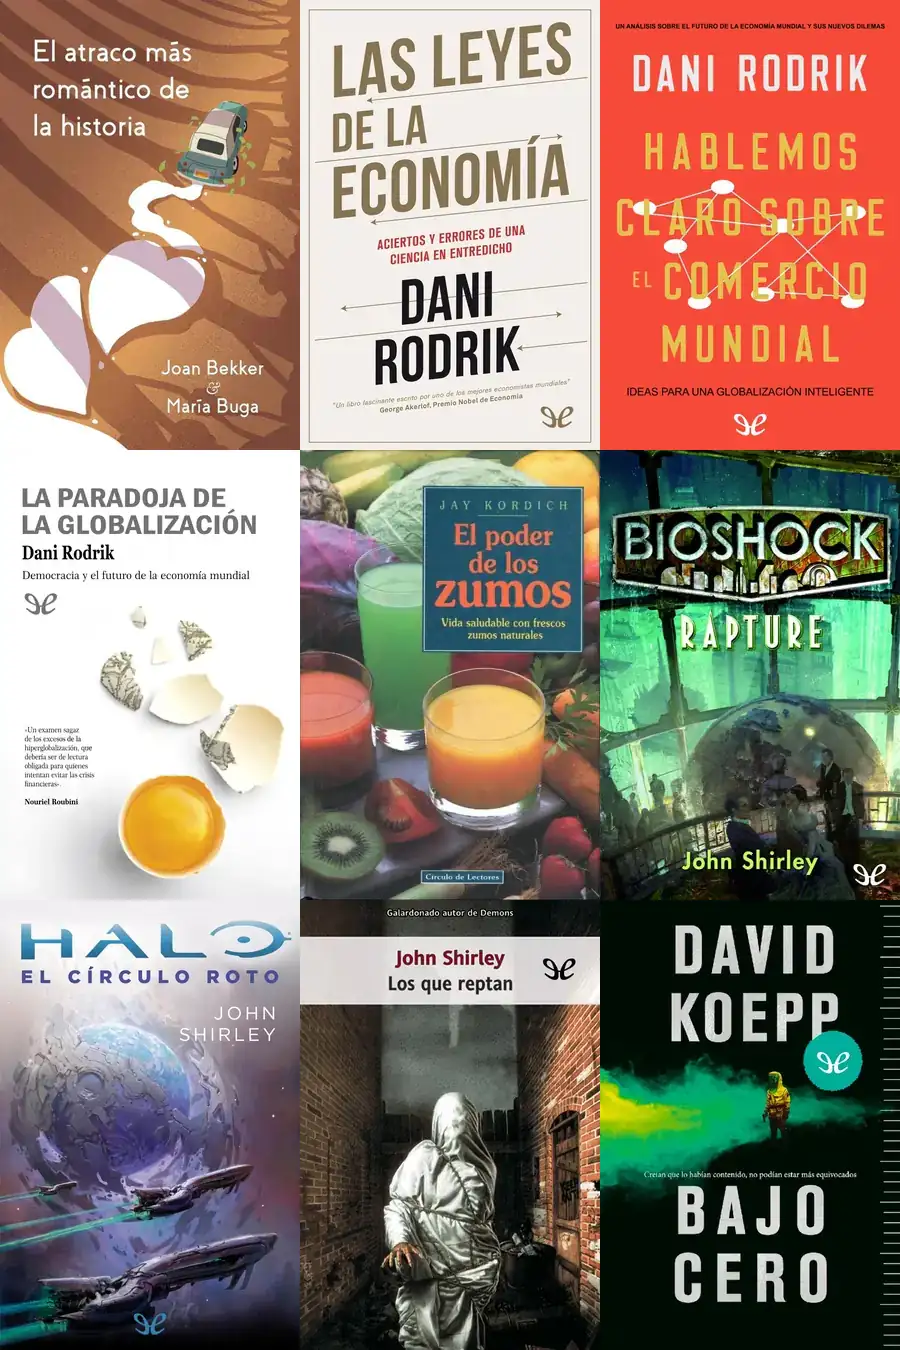 El atraco más
romántico de
la historia
Joan Bekker
&
María Buga
LAS LEYES
DE LA
ECONOMÍA
ACIERTOS Y ERRORES DE UNA
CIENCIA EN ENTREDICHO
DANI
RODRIK
"Un libro fascinante escrito por uno de los mejores economistas mundiales"
George Akerlof, Premio Nobel de Economía
UN ANÁLISIS SOBRE EL FUTURO DE LA ECONOMÍA MUNDIAL Y SUS NUEVOS DILEMAS
DANI RODRIK
HABLEMOS
CLARO SOBRE
EL COMERCIO
MUNDIAL
IDEAS PARA UNA GLOBALIZACIÓN INTELIGENTE
LA PARADOJA DE
LA GLOBALIZACIÓN
Dani Rodrik
Democracia y el futuro de la economía mundial
«Un examen sagaz
de los excesos de la
hiperglobalización, que
debería ser de lectura
obligada para quienes
intentan evitar las crisis
financieras».
Nouriel Roubini
JAY KORDICH
El poder
de los
zumos
Vida saludable con frescos
zumos naturales
Círculo de Lectores
BIOSHOCK
RAPTURE
John Shirley
HALO
EL CÍRCULO ROTO
JOHN
SHIRLEY
Galardonado autor de Demons
John Shirley
Los que reptan
DAVID
KOEPP
Creían que lo habían contenido, no podían estar más equivocados
BAJO
CERO